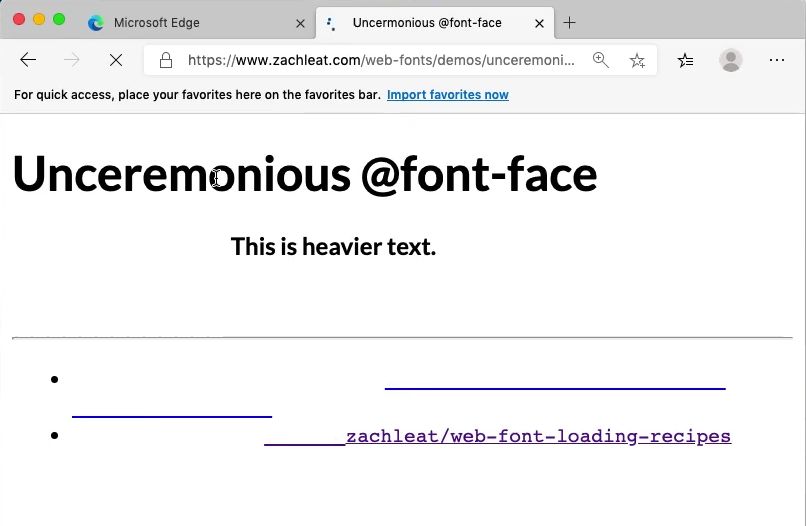 Microsoft Edge
Uncermonious @font-face
https://www.zachleat.com/web-fonts/demos/unceremoni...
For quick access, place your favorites here on the favorites bar. Import favorites now
Unceremonious @font-face
This is heavier text.
zachleat/web-font-loading-recipes